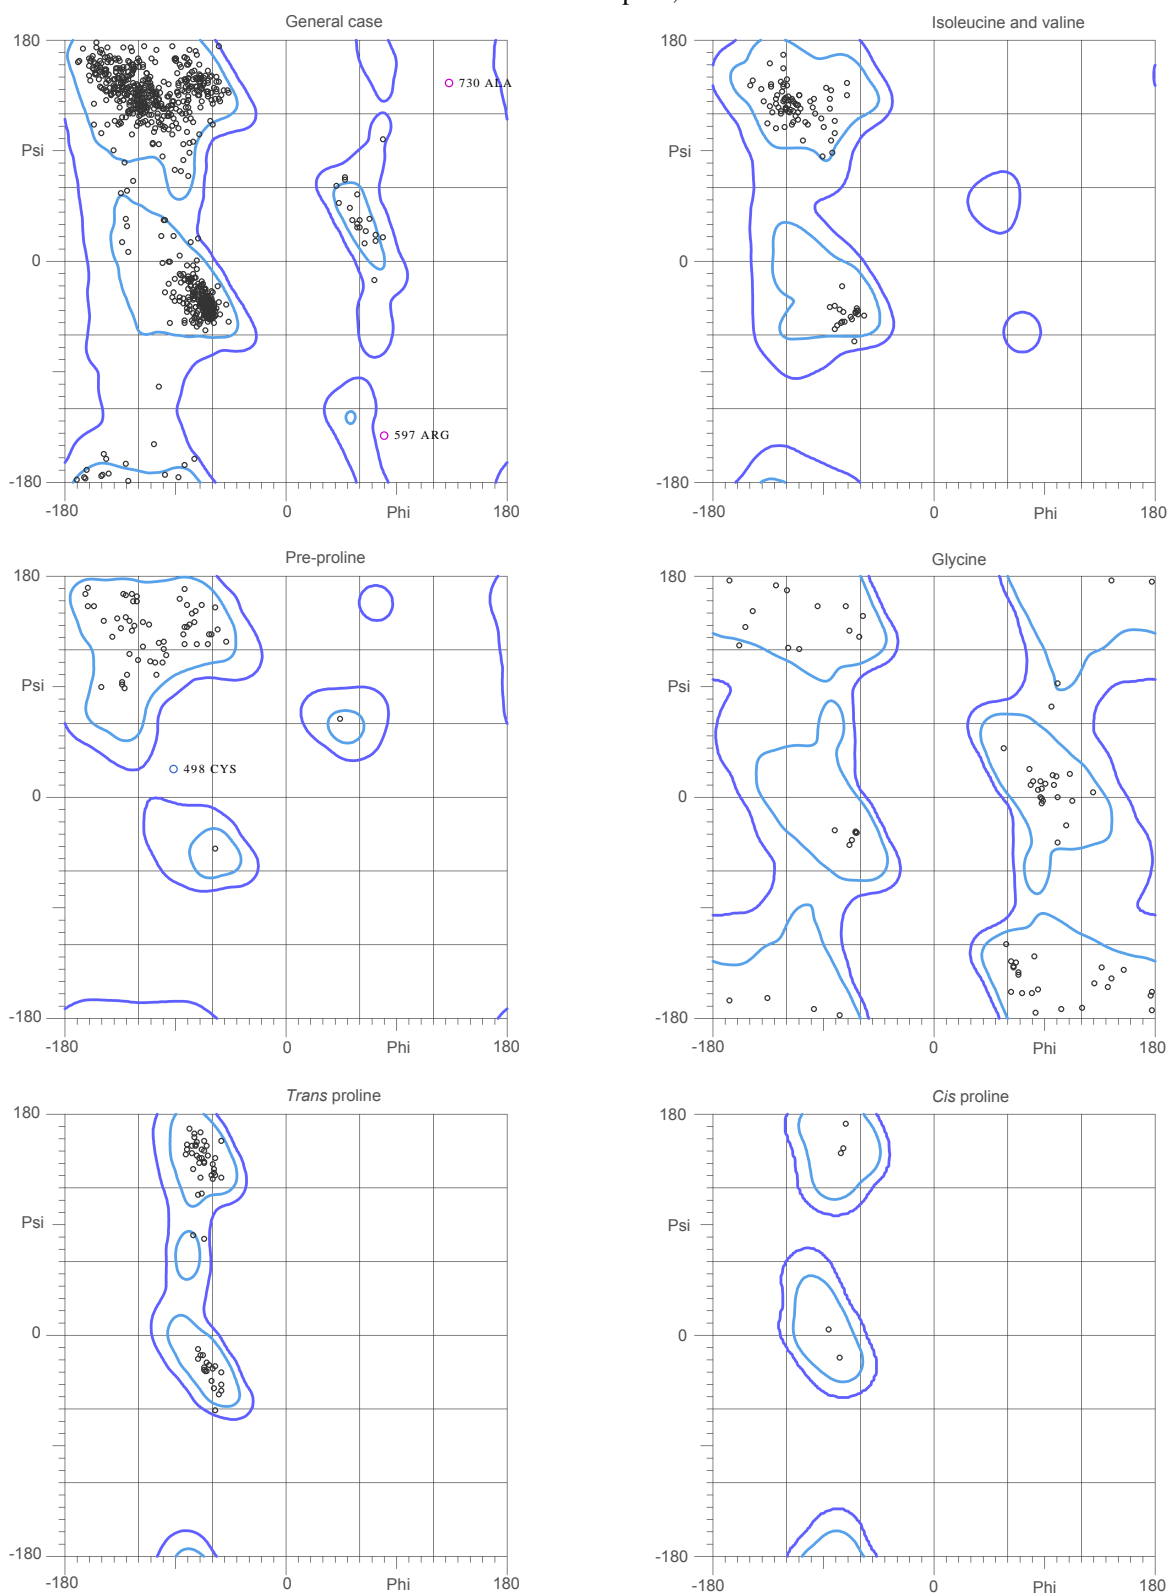 General case
180
Psi
0
-180
-180
0
Phi
180
730 ALA
597 ARG
Isoleucine and valine
180
Psi
0
-180
-180
0
Phi
180
Pre-proline
180
Psi
0
-180
-180
0
Phi
180
498 CYS
Glycine
180
Psi
0
-180
-180
0
Phi
180
Trans proline
180
Psi
0
-180
-180
0
Phi
180
Cis proline
180
Psi
0
-180
-180
0
Phi
180